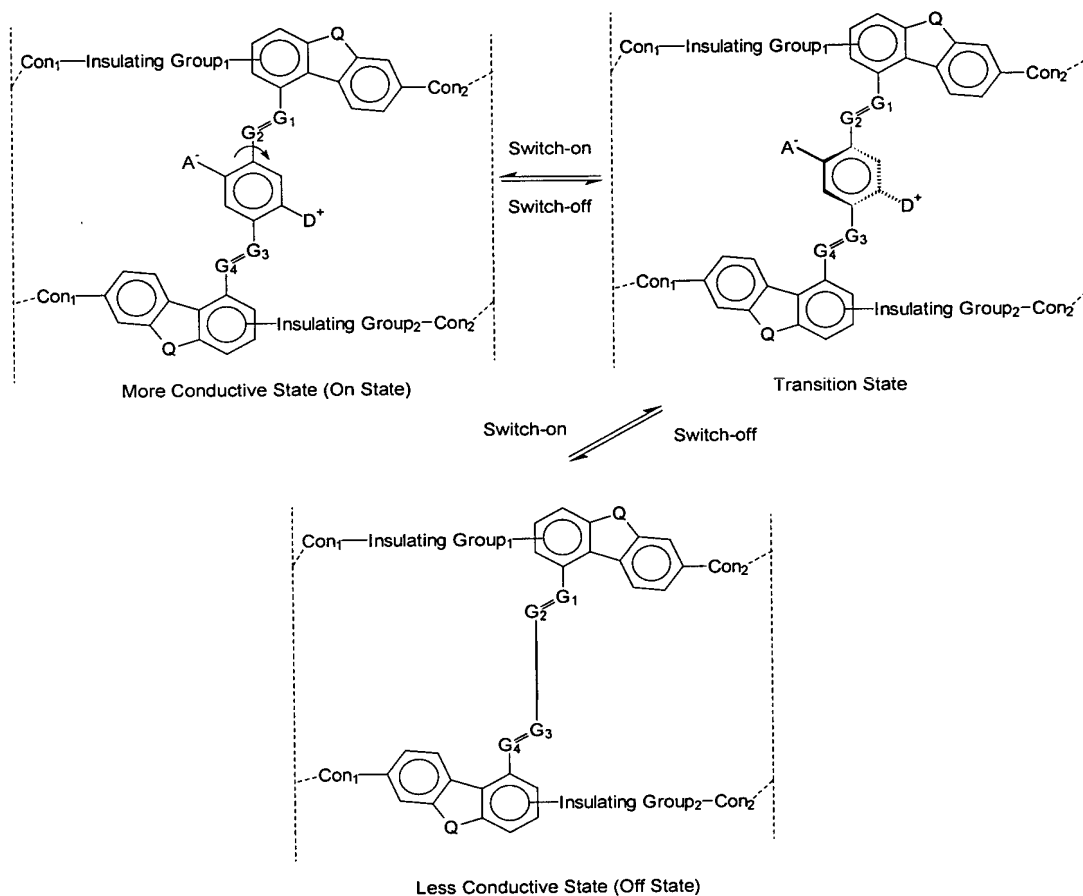 Q
Con₁—Insulating Group₁
Con₂
G₁
G₂
A⁻
D⁺
G₃
G₄
Con₁
Insulating Group₂—Con₂
Q
More Conductive State (On State)
Switch-on
Switch-off
Q
Con₁—Insulating Group₁
Con₂
G₁
G₂
A⁻
D⁺
G₃
G₄
Con₁
Insulating Group₂—Con₂
Q
Transition State
Switch-on
Switch-off
Q
Con₁—Insulating Group₁
Con₂
G₁
G₂
G₃
G₄
Con₁
Insulating Group₂—Con₂
Q
Less Conductive State (Off State)